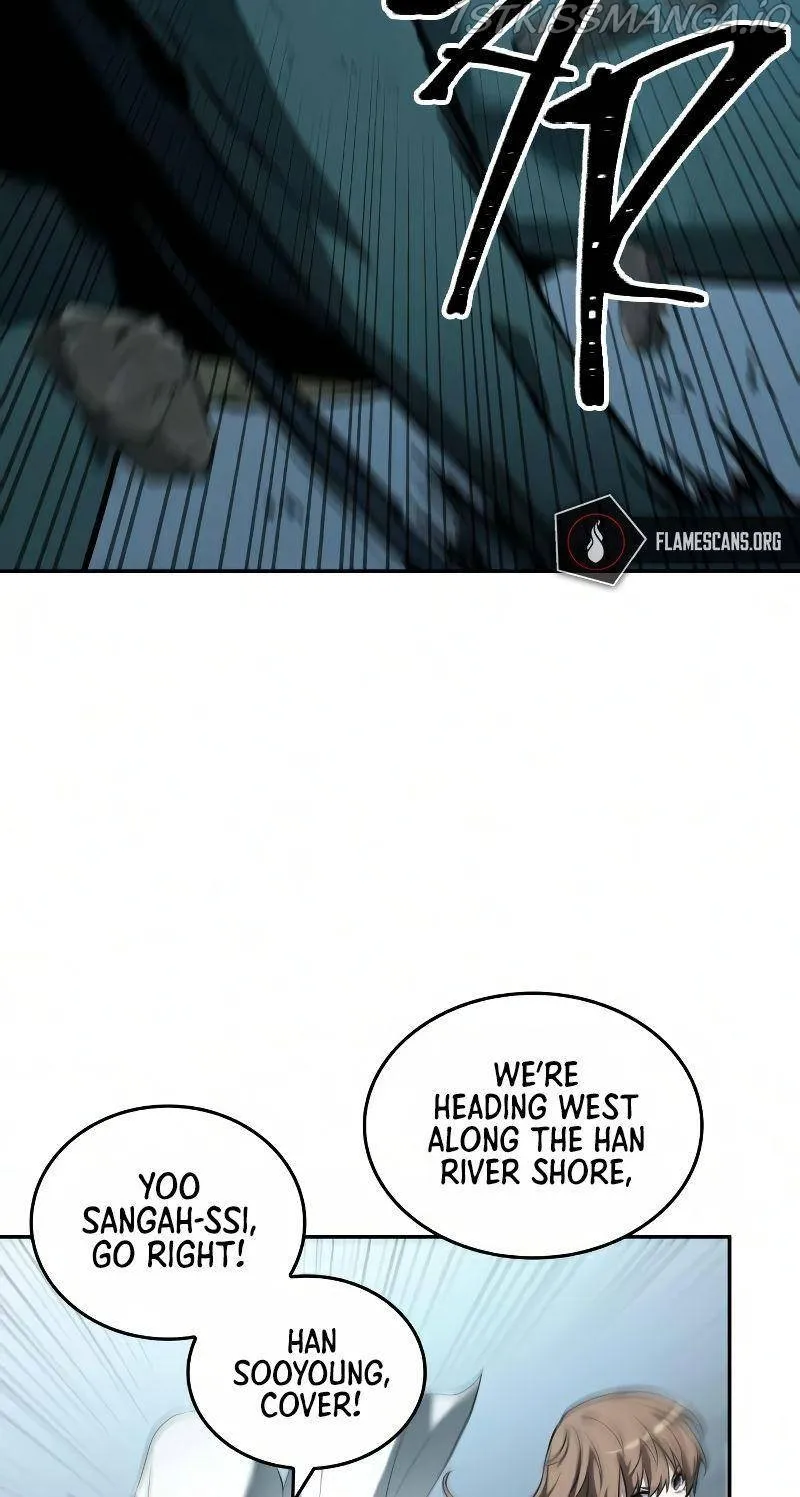 1STKISSMANGA.IO
FLAMESCANS.ORG
WE'RE
HEADING WEST
ALONG THE HAN
RIVER SHORE,
YOO
SANGAH-SSI,
GO RIGHT!
HAN
SOOYOUNG,
COVER!